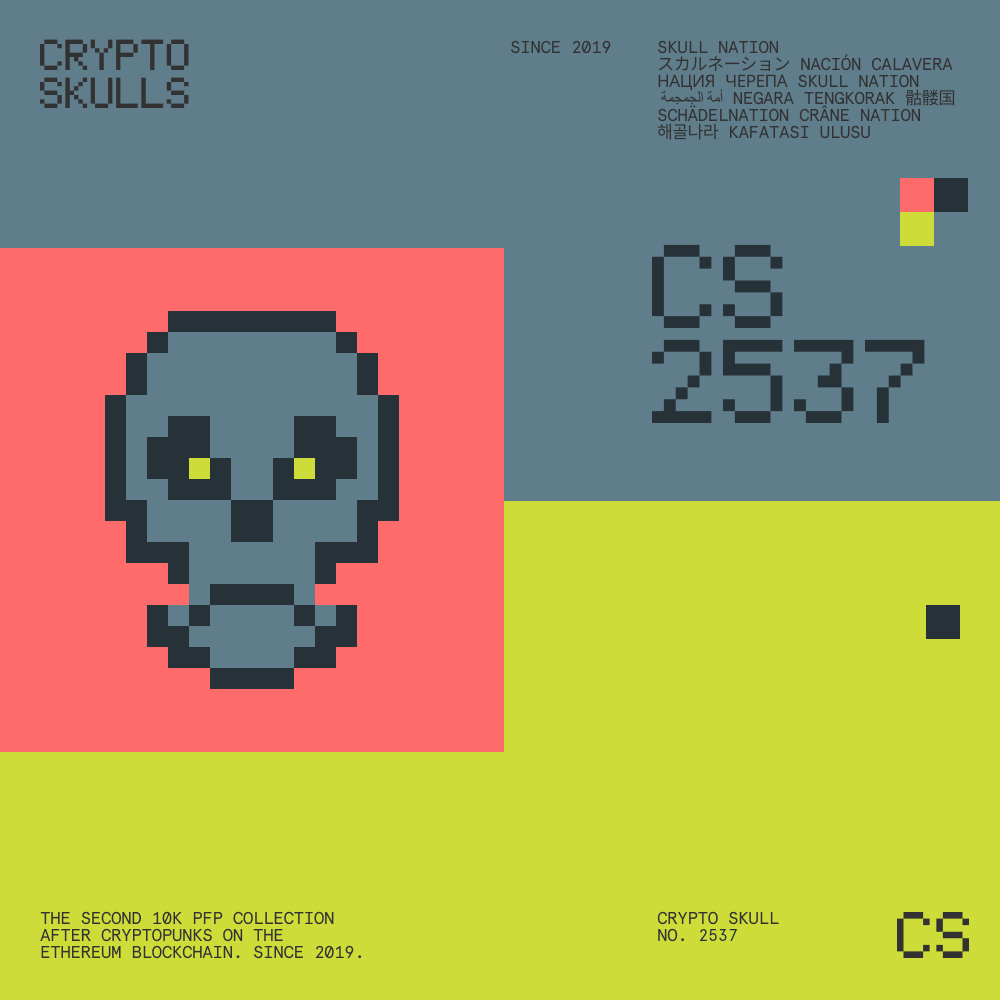 CRYPTO
SKULLS
SINCE 2019
SKULL NATION
スカルネーション NACIÓN CALAVERA
НАЦИЯ ЧЕРЕПА SKULL NATION
أمة الجمجمة NEGARA TENGKORAK 骷髅国
SCHÄDELNATION CRÂNE NATION
해골나라 KAFATASI ULUSU
CS
2537
THE SECOND 10K PFP COLLECTION
AFTER CRYPTOPUNKS ON THE
ETHEREUM BLOCKCHAIN. SINCE 2019.
CRYPTO SKULL
NO. 2537
CS